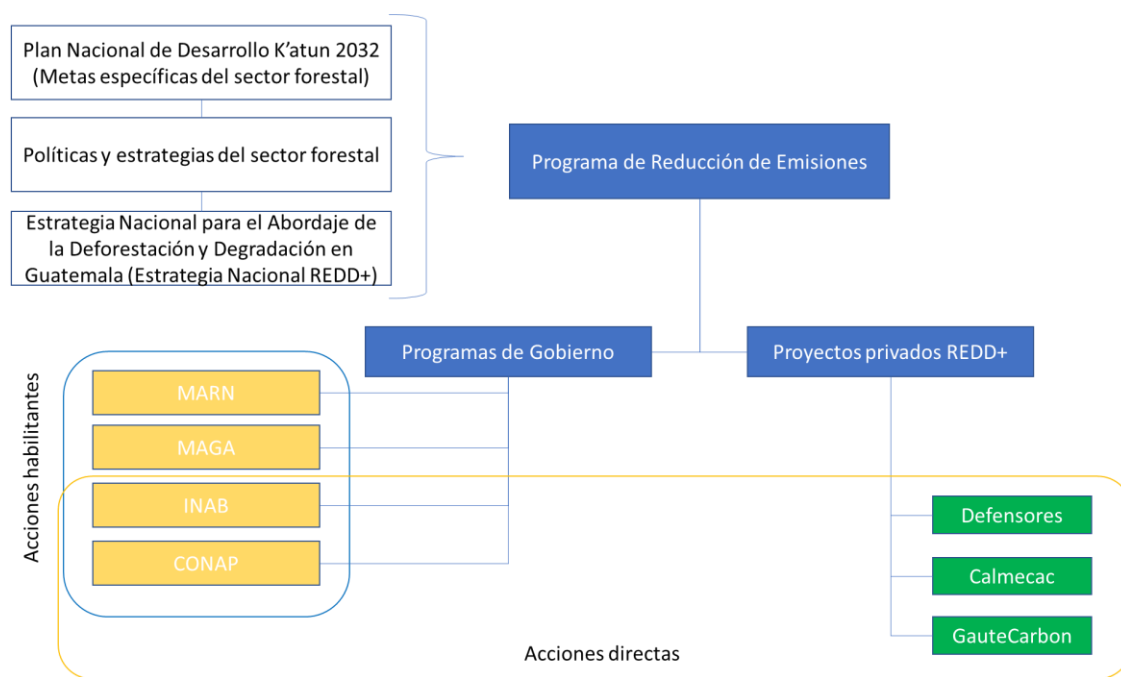 Plan Nacional de Desarrollo K'atun 2032
(Metas específicas del sector forestal)
Políticas y estrategias del sector forestal
Estrategia Nacional para el Abordaje de
la Deforestación y Degradación en
Guatemala (Estrategia Nacional REDD+)
Programa de Reducción de Emisiones
Programas de Gobierno
Proyectos privados REDD+
Acciones habilitantes
MARN
MAGA
INAB
CONAP
Defensores
Calmecac
GauteCarbon
Acciones directas